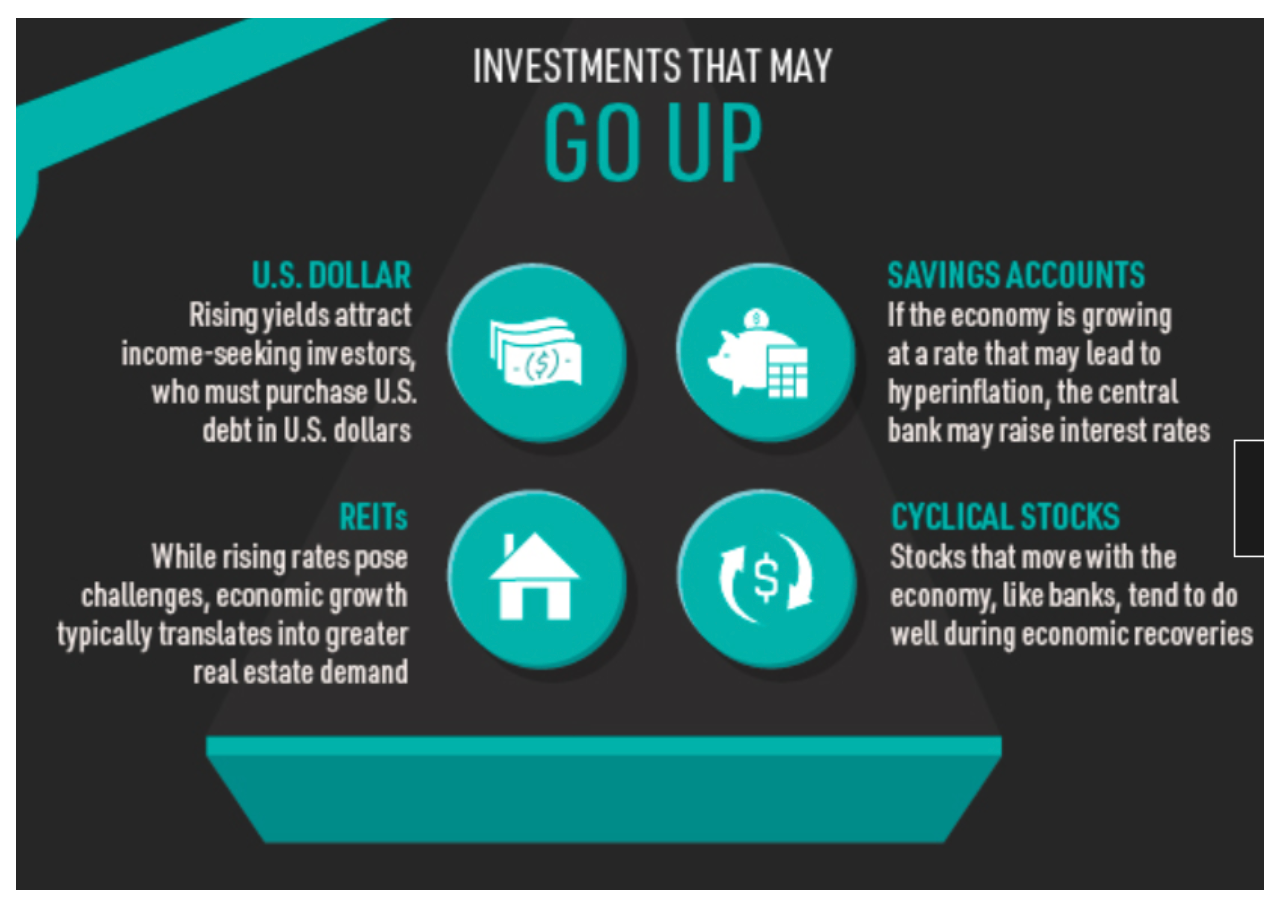 INVESTMENTS THAT MAY
GO UP
U.S. DOLLAR
Rising yields attract
income-seeking investors,
who must purchase U.S.
debt in U.S. dollars
($)
SAVINGS ACCOUNTS
If the economy is growing
at a rate that may lead to
hyperinflation, the central
bank may raise interest rates
$
REITs
While rising rates pose
challenges, economic growth
typically translates into greater
real estate demand
CYCLICAL STOCKS
Stocks that move with the
economy, like banks, tend to do
well during economic recoveries
$